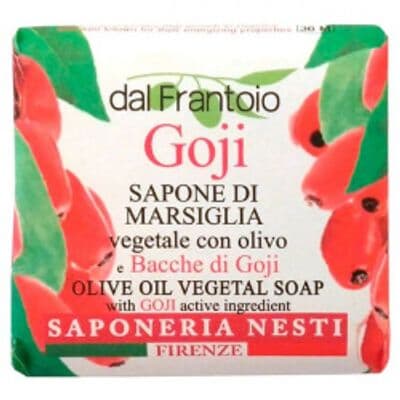 dal Frantoio
Goji
SAPONE DI
MARSIGLIA
vegetale con olivo
e Bacche di Goji
OLIVE OIL VEGETAL SOAP
with GOJI active ingredient
SAPONERIA NESTI
FIRENZE